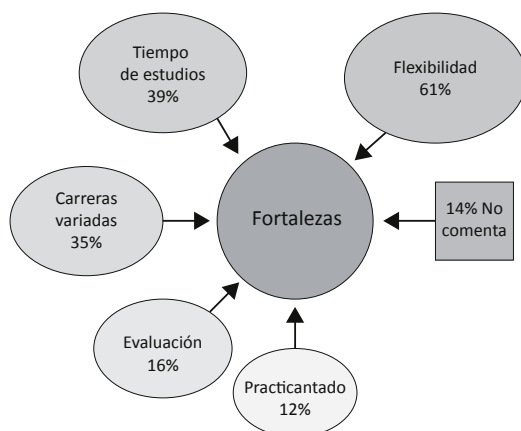 Tiempo
de estudios
39%
Flexibilidad
61%
Carreras
variadas
35%
Fortalezas
14% No
comenta
Evaluación
16%
Practicantado
12%